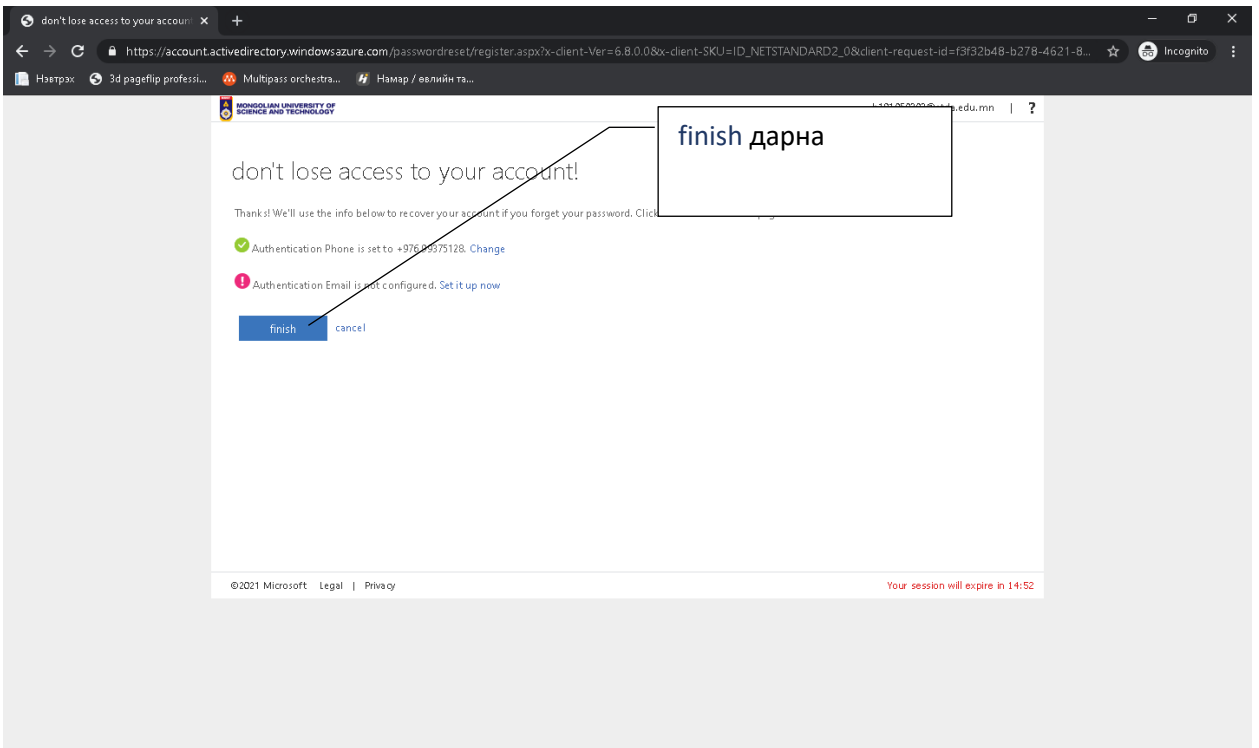 don't lose access to your accoun
https://account.activedirectory.windowsazure.com/passwordreset/register.aspx?x-client-Ver=6.8.0.0&x-client-SKU=ID_NETSTANDARD2_0&client-request-id=f3f32b48-b278-4621-8...
Incognito
Нэвтрэх
3d pageflip professi...
Multipass orchestra...
Намар / өвлийн та...
MONGOLIAN UNIVERSITY OF
SCIENCE AND TECHNOLOGY
.edu.mn | ?
finish дарна
don't lose access to your account!
Thanks! We'll use the info below to recover your account if you forget your password. Click
Authentication Phone is set to +976 99375128. Change
Authentication Email is not configured. Set it up now
finish cancel
©2021 Microsoft Legal | Privacy
Your session will expire in 14:52